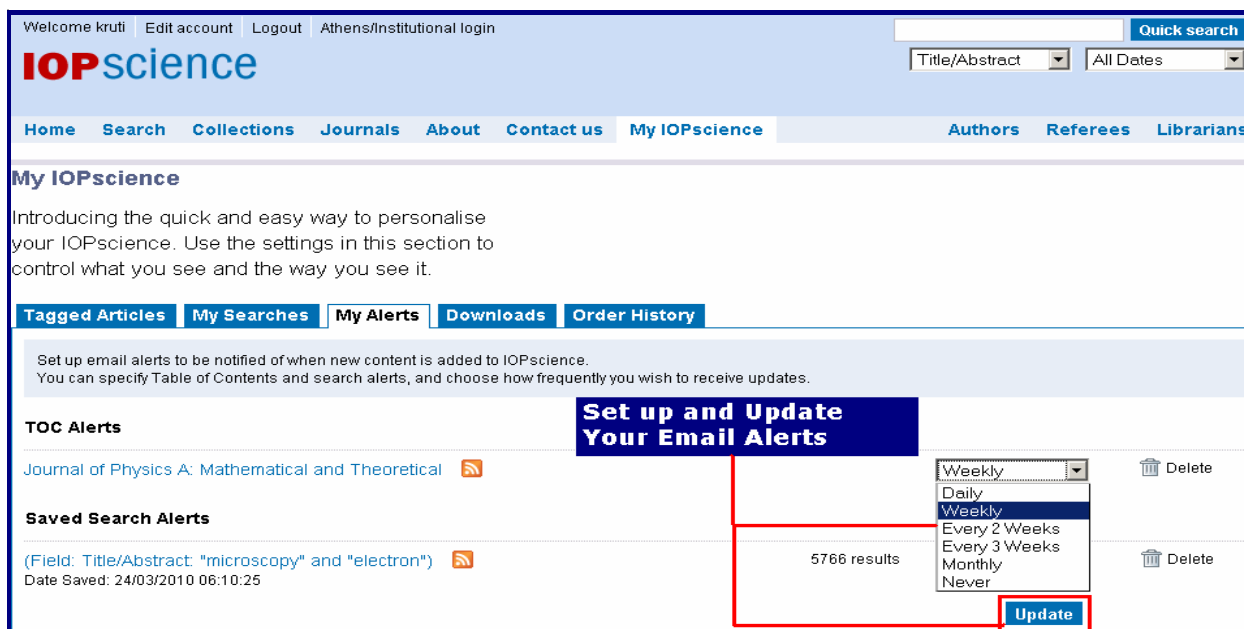 Welcome kruti Edit account Logout Athens/Institutional login
Quick search
IOPscience
Title/Abstract All Dates
Home Search Collections Journals About Contact us My IOPscience Authors Referees Librarians
My IOPscience
Introducing the quick and easy way to personalise
your IOPscience. Use the settings in this section to
control what you see and the way you see it.
Tagged Articles My Searches My Alerts Downloads Order History
Set up email alerts to be notified of when new content is added to IOPscience.
You can specify Table of Contents and search alerts, and choose how frequently you wish to receive updates.
Set up and Update
Your Email Alerts
TOC Alerts
Journal of Physics A: Mathematical and Theoretical Weekly Delete
Daily
Weekly
Every 2 Weeks
Every 3 Weeks
Monthly
Never
Saved Search Alerts
(Field: Title/Abstract: "microscopy" and "electron") 5766 results Delete
Date Saved: 24/03/2010 06:10:25
Update